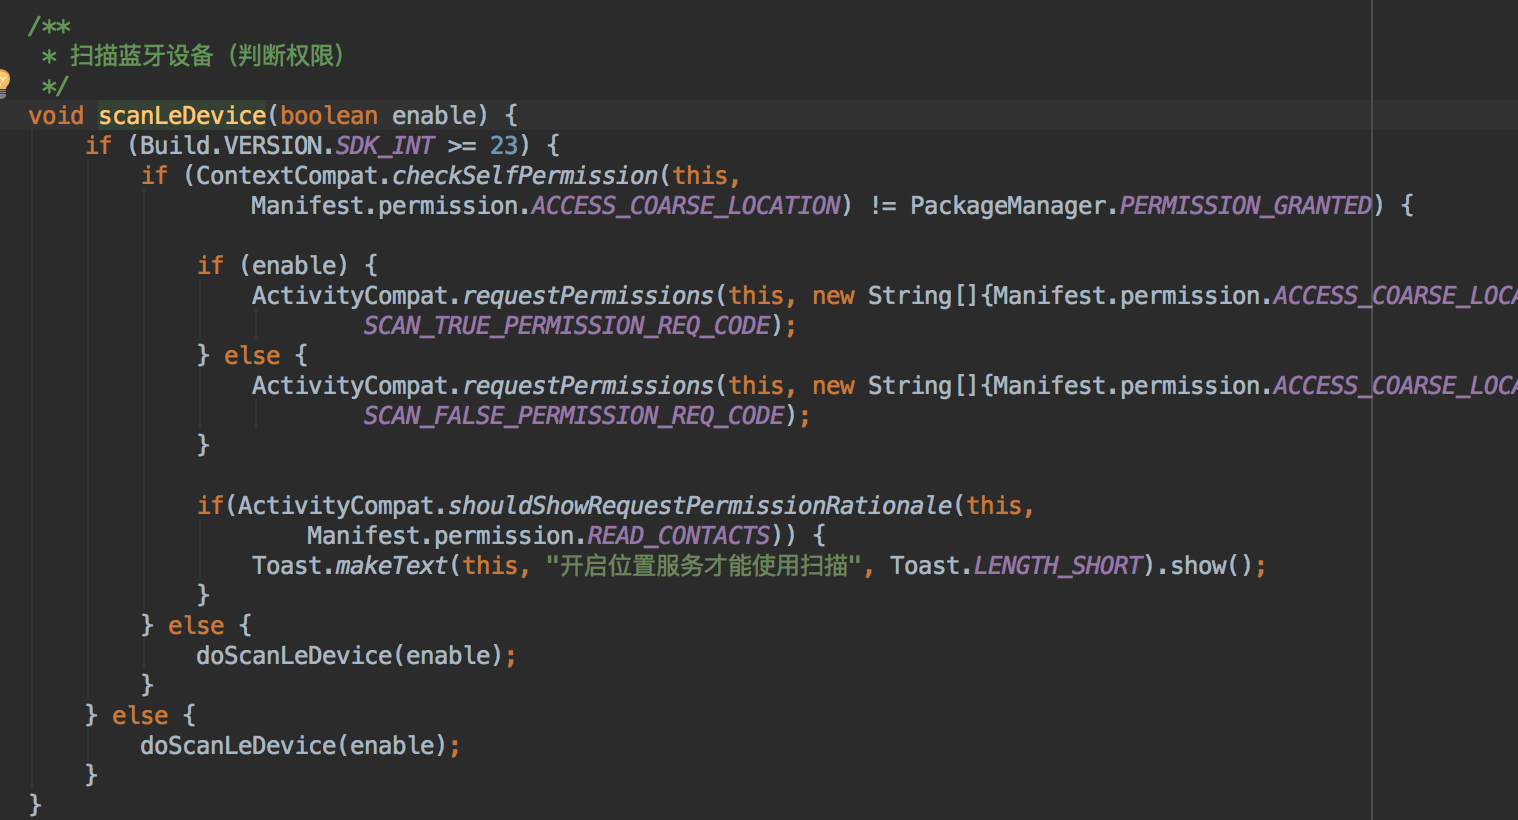 /**
* 扫描蓝牙设备（判断权限）
*/
void scanLeDevice(boolean enable) {
if (Build.VERSION.SDK_INT >= 23) {
if (ContextCompat.checkSelfPermission(this,
Manifest.permission.ACCESS_COARSE_LOCATION) != PackageManager.PERMISSION_GRANTED) {
if (enable) {
ActivityCompat.requestPermissions(this, new String[]{Manifest.permission.ACCESS_COARSE_LOCA
SCAN_TRUE_PERMISSION_REQ_CODE);
} else {
ActivityCompat.requestPermissions(this, new String[]{Manifest.permission.ACCESS_COARSE_LOCA
SCAN_FALSE_PERMISSION_REQ_CODE);
}
if(ActivityCompat.shouldShowRequestPermissionRationale(this,
Manifest.permission.READ_CONTACTS)) {
Toast.makeText(this, "开启位置服务才能使用扫描", Toast.LENGTH_SHORT).show();
}
} else {
doScanLeDevice(enable);
}
} else {
doScanLeDevice(enable);
}
}